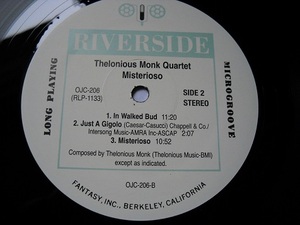 RIVERSIDE
Thelonious Monk Quartet
Misterioso
OJC-206
(RLP-1133)
SIDE 2
STEREO
LONG PLAYING
MICROGROOVE
1. In Walked Bud 11:20
2. Just A Gigolo (Caesar-Casucci) Chappell & Co./
Intersong Music-AMRA Inc-ASCAP 2:07
3. Misterioso 10:52
Composed by Thelonious Monk (Thelonious Music-BMI)
except as indicated.
OJC-206-B
FANTASY, INC., BERKELEY, CALIFORNIA